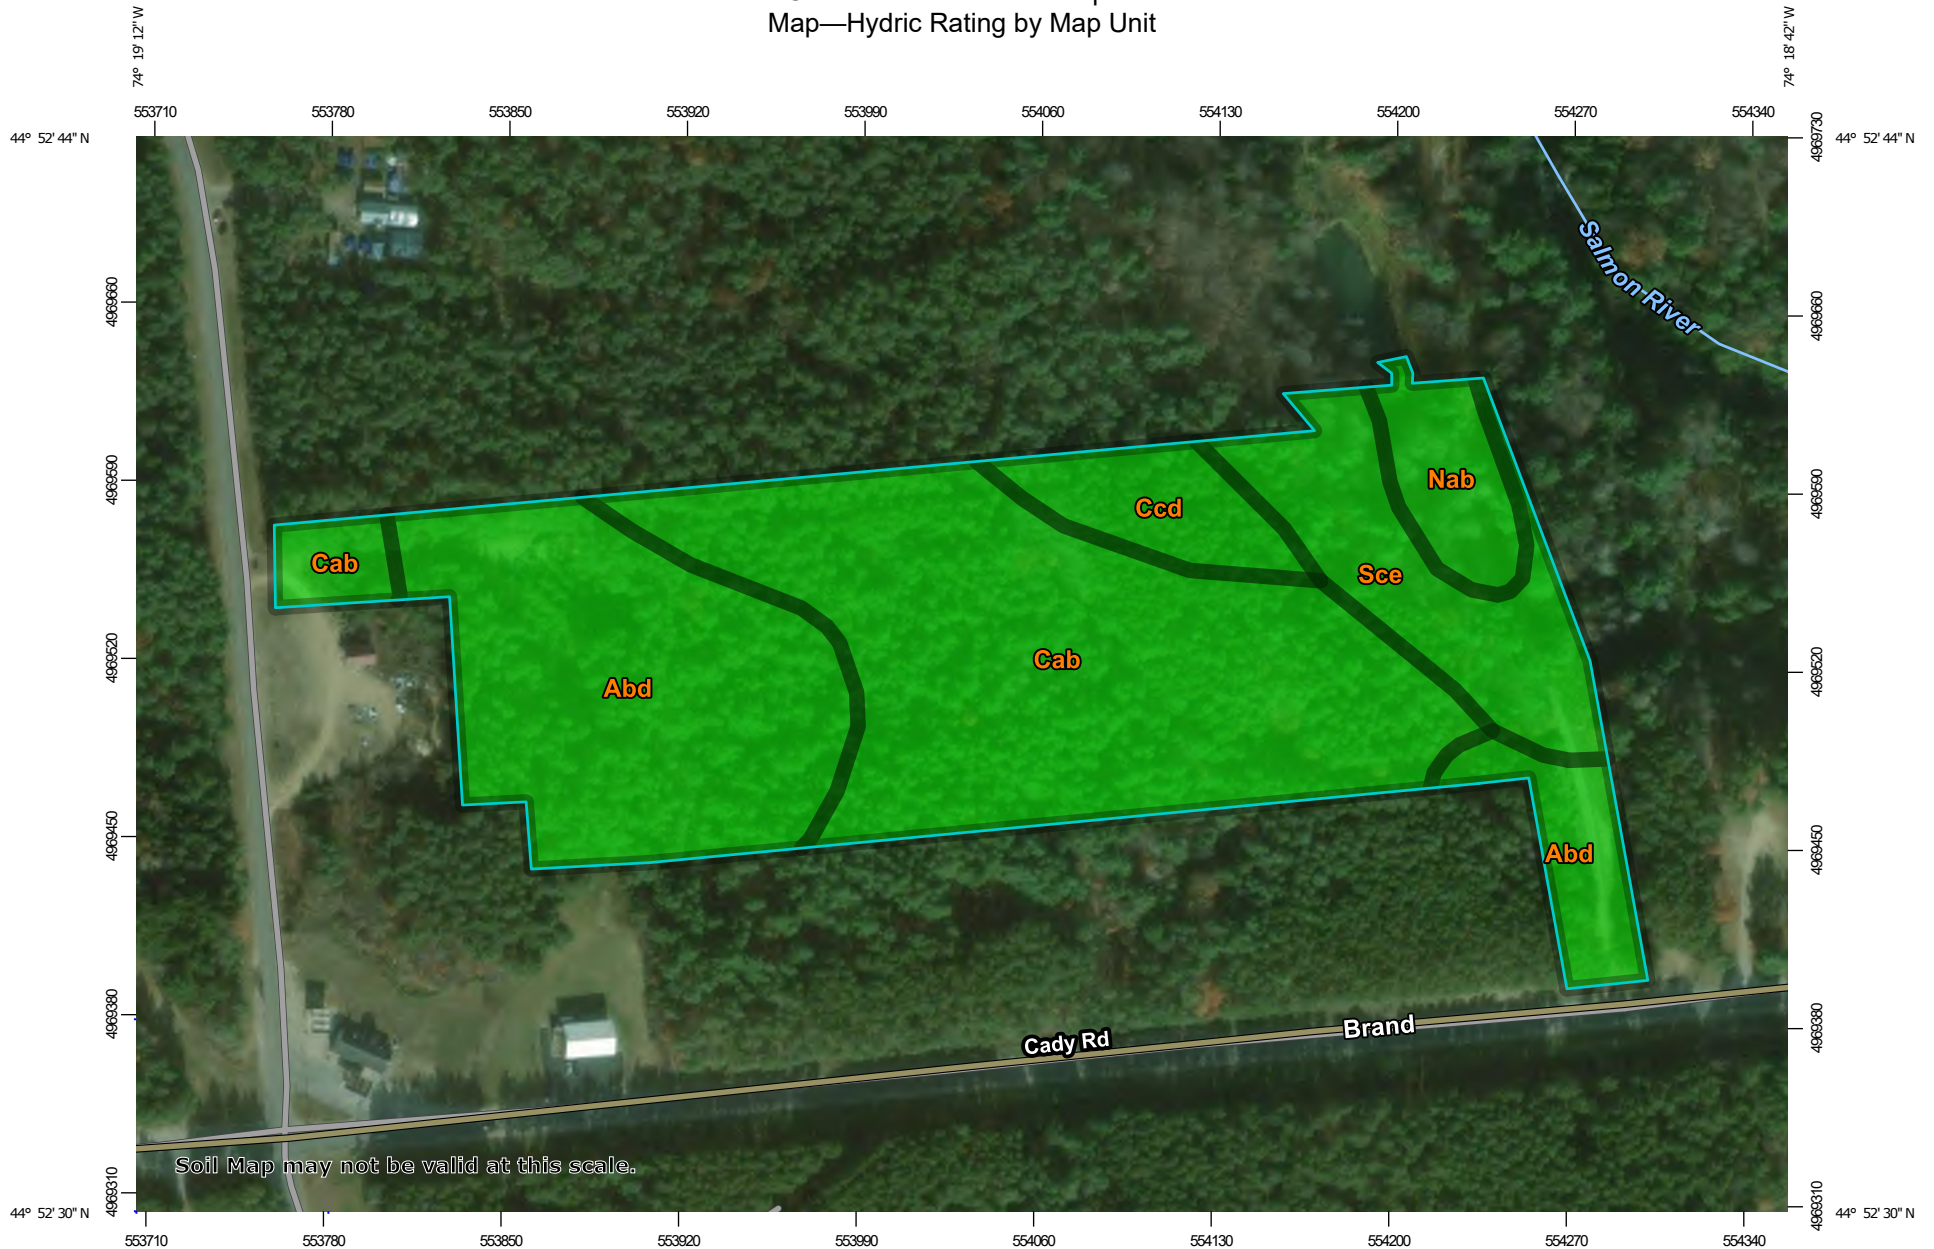 Map—Hydric Rating by Map Unit
74° 19' 12" W
74° 18' 42" W
553710 553780 553850 553920 553990 554060 554130 554200 554270 554340
44° 52' 44" N
44° 52' 44" N
4969730
4969660
4969660
4969590
4969590
4969520
4969520
4969450
4969450
4969380
4969380
4969310
4969310
Salmon River
Nab
Ccd
Cab
Sce
Cab
Abd
Abd
Brand
Cady Rd
Soil Map may not be valid at this scale.
44° 52' 30" N
44° 52' 30" N
553710 553780 553850 553920 553990 554060 554130 554200 554270 554340